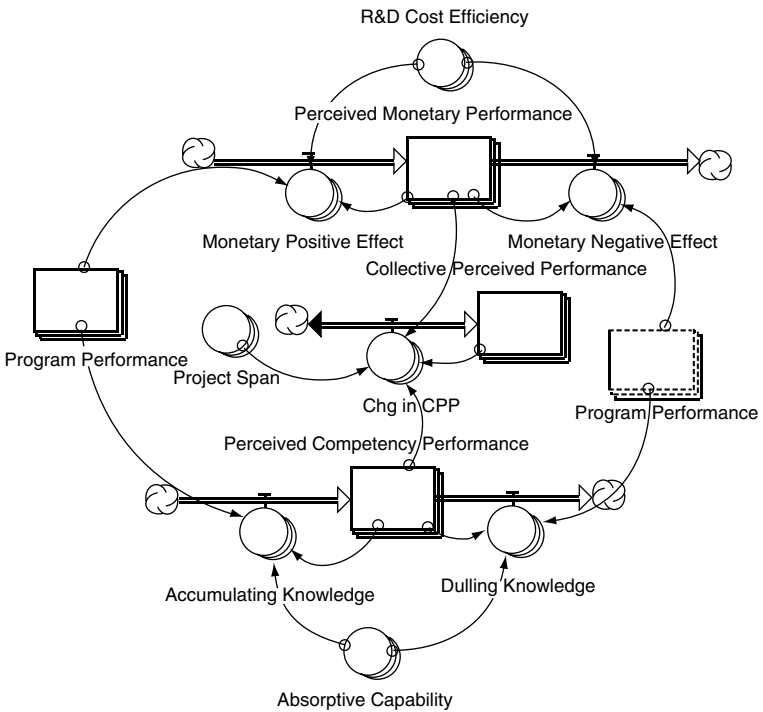 R&D Cost Efficiency
Perceived Monetary Performance
Monetary Positive Effect
Monetary Negative Effect
Collective Perceived Performance
Program Performance
Project Span
Chg in CPP
Program Performance
Perceived Competency Performance
Accumulating Knowledge
Dulling Knowledge
Absorptive Capability